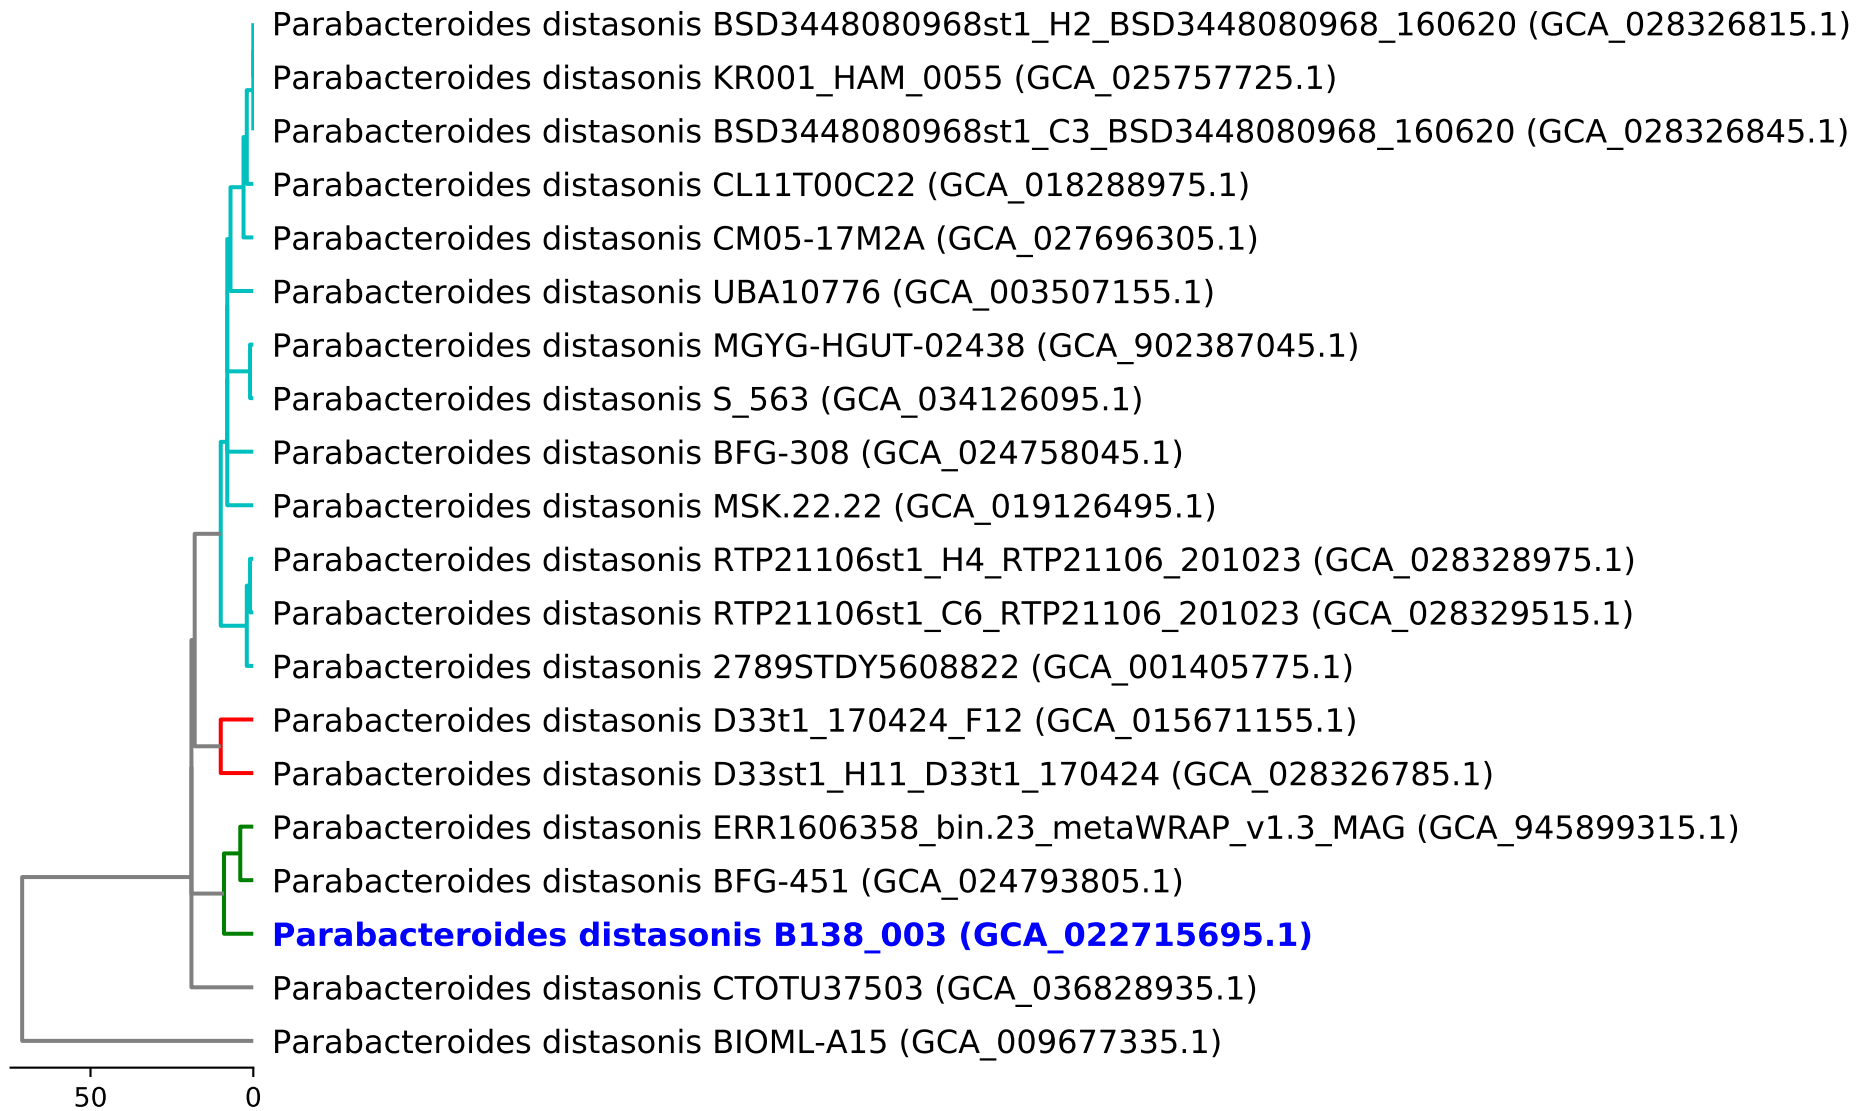 Parabacteroides distasonis BSD3448080968st1_H2_BSD3448080968_160620 (GCA_028326815.1)
Parabacteroides distasonis KR001_HAM_0055 (GCA_025757725.1)
Parabacteroides distasonis BSD3448080968st1_C3_BSD3448080968_160620 (GCA_028326845.1)
Parabacteroides distasonis CL11T00C22 (GCA_018288975.1)
Parabacteroides distasonis CM05-17M2A (GCA_027696305.1)
Parabacteroides distasonis UBA10776 (GCA_003507155.1)
Parabacteroides distasonis MGYG-HGUT-02438 (GCA_902387045.1)
Parabacteroides distasonis S_563 (GCA_034126095.1)
Parabacteroides distasonis BFG-308 (GCA_024758045.1)
Parabacteroides distasonis MSK.22.22 (GCA_019126495.1)
Parabacteroides distasonis RTP21106st1_H4_RTP21106_201023 (GCA_028328975.1)
Parabacteroides distasonis RTP21106st1_C6_RTP21106_201023 (GCA_028329515.1)
Parabacteroides distasonis 2789STDY5608822 (GCA_001405775.1)
Parabacteroides distasonis D33t1_170424_F12 (GCA_015671155.1)
Parabacteroides distasonis D33st1_H11_D33t1_170424 (GCA_028326785.1)
Parabacteroides distasonis ERR1606358_bin.23_metaWRAP_v1.3_MAG (GCA_945899315.1)
Parabacteroides distasonis BFG-451 (GCA_024793805.1)
Parabacteroides distasonis B138_003 (GCA_022715695.1)
Parabacteroides distasonis CTOTU37503 (GCA_036828935.1)
Parabacteroides distasonis BIOML-A15 (GCA_009677335.1)
50 0